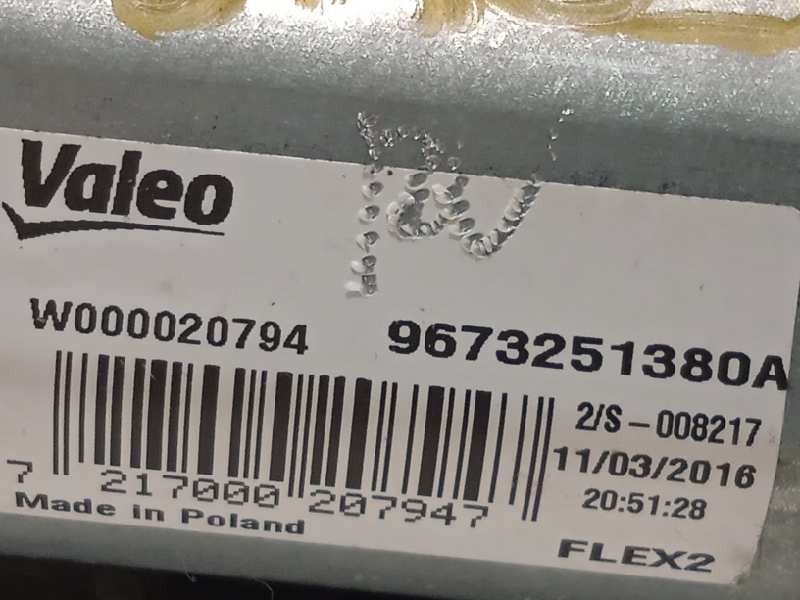 Valeo
W000020794 9673251380A
2/S-008217
11/03/2016
20:51:28
7 217000 207947
Made in Poland
FLEX2